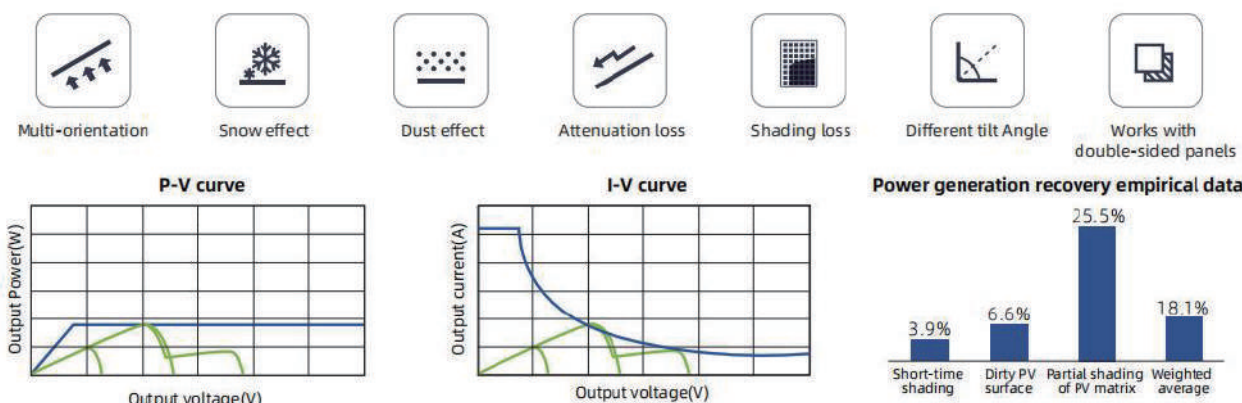 Multi-orientation
Snow effect
Dust effect
Attenuation loss
Shading loss
Different tilt Angle
Works with
double-sided panels
P-V curve
Output Power(W)
Output voltage(V)
I-V curve
Output current(A)
Output voltage(V)
Power generation recovery empirical data
3.9%
6.6%
25.5%
18.1%
Short-time
shading
Dirty PV
surface
Partial shading
of PV matrix
Weighted
average